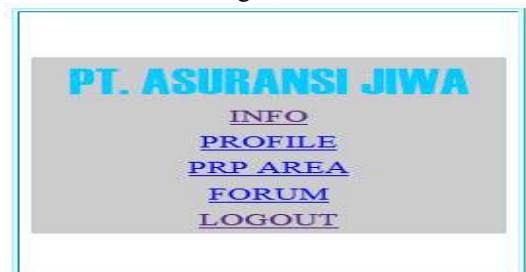 PT. ASURANSI JIWA
INFO
PROFILE
PRP AREA
FORUM
LOGOUT